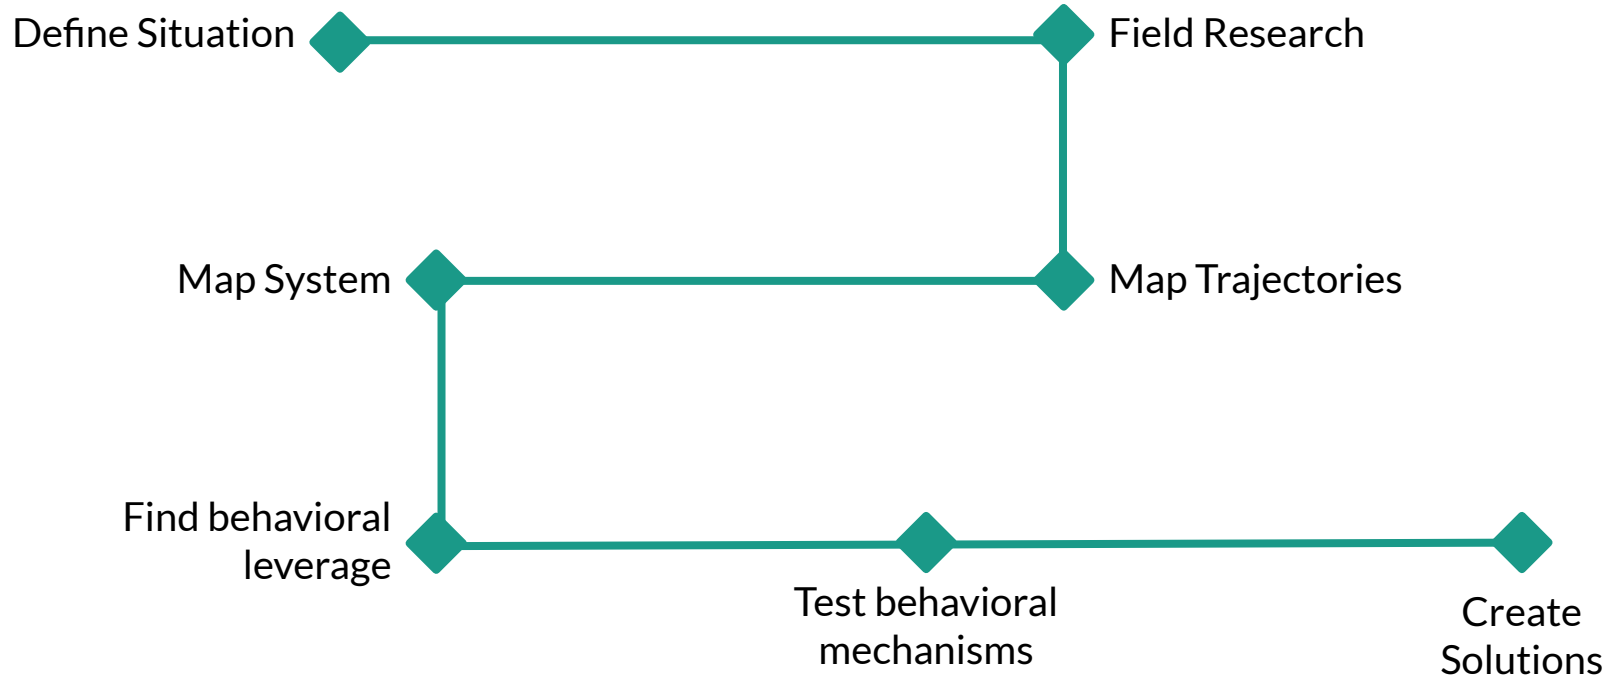 Define Situation
Field Research
Map System
Map Trajectories
Find behavioral
leverage
Test behavioral
mechanisms
Create
Solutions